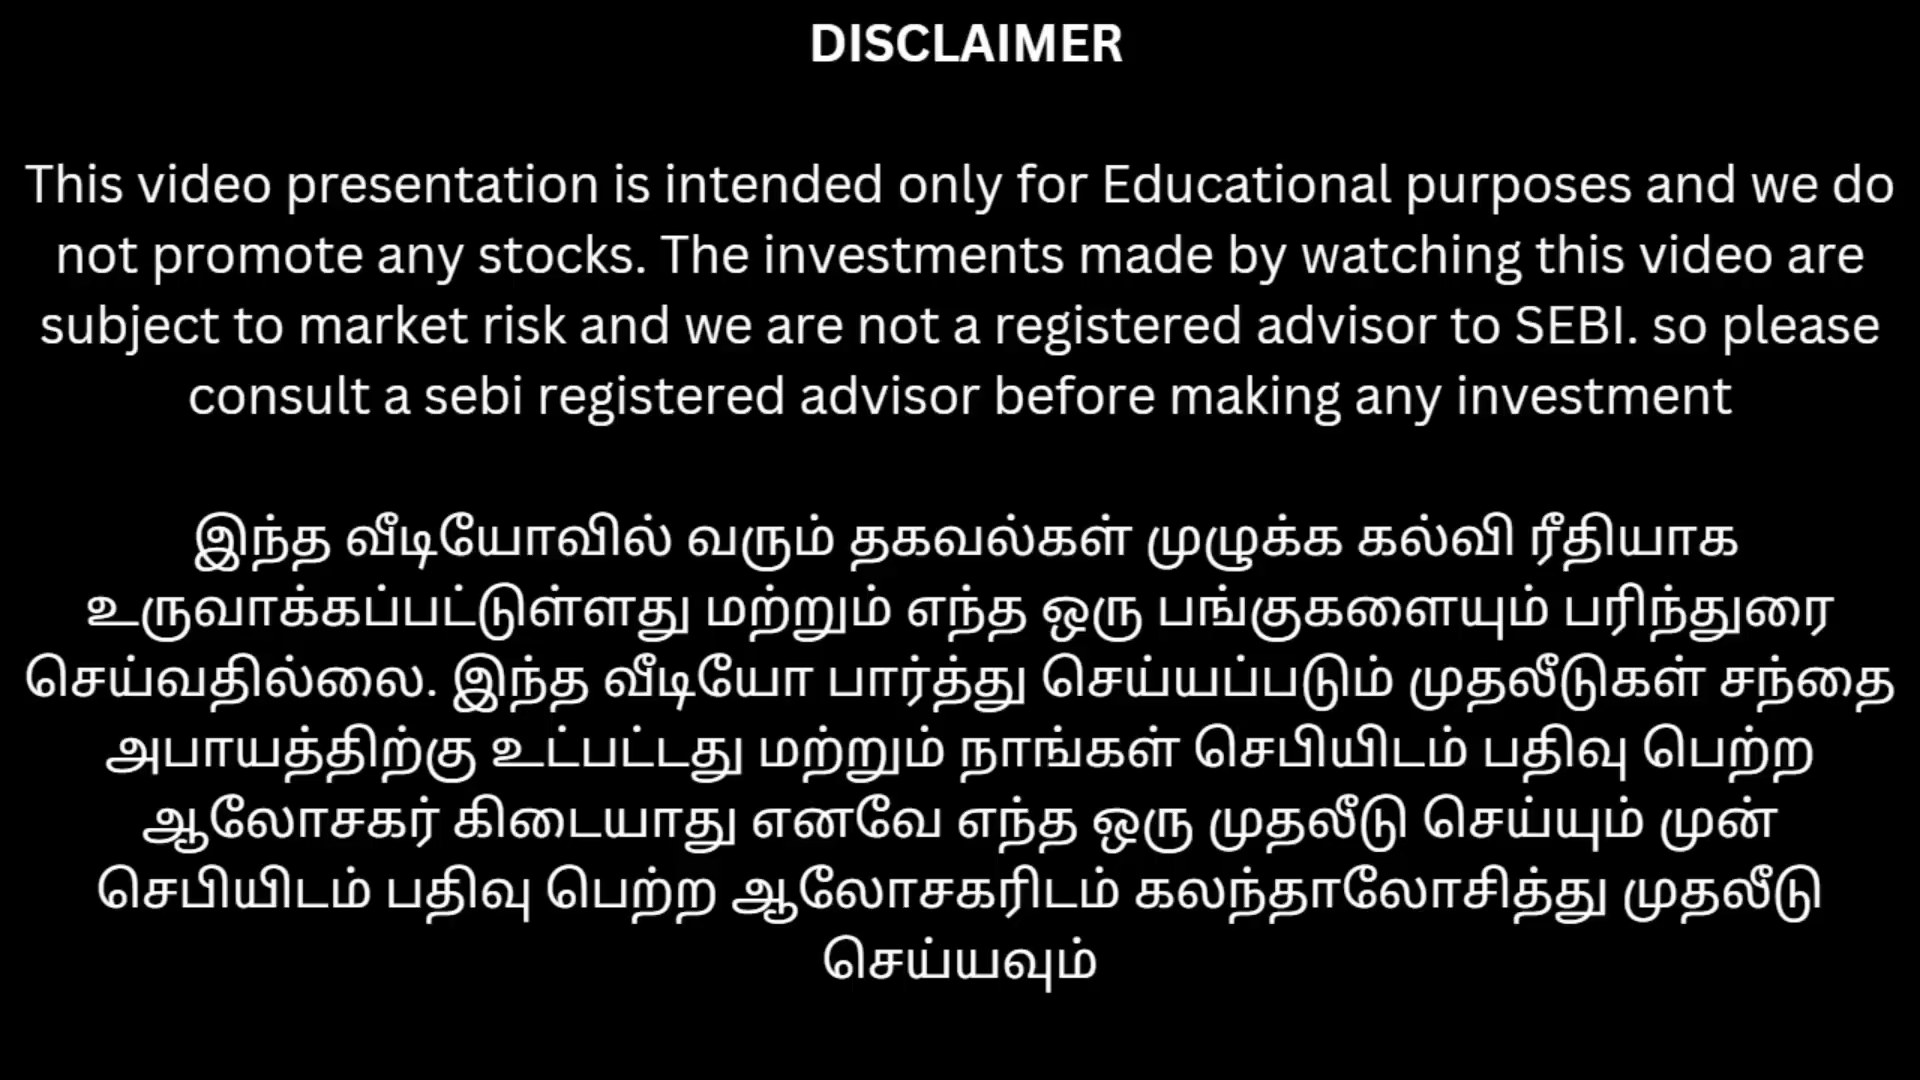 DISCLAIMER
This video presentation is intended only for Educational purposes and we do
not promote any stocks. The investments made by watching this video are
subject to market risk and we are not a registered advisor to SEBI. so please
consult a sebi registered advisor before making any investment
இந்த வீடியோவில் வரும் தகவல்கள் முழுக்க கல்வி ரீதியாக
உருவாக்கப்பட்டுள்ளது மற்றும் எந்த ஒரு பங்குகளையும் பரிந்துரை
செய்வதில்லை. இந்த வீடியோ பார்த்து செய்யப்படும் முதலீடுகள் சந்தை
அபாயத்திற்கு உட்பட்டது மற்றும் நாங்கள் செபியிடம் பதிவு பெற்ற
ஆலோசகர் கிடையாது எனவே எந்த ஒரு முதலீடு செய்யும் முன்
செபியிடம் பதிவு பெற்ற ஆலோசகரிடம் கலந்தாலோசித்து முதலீடு
செய்யவும்